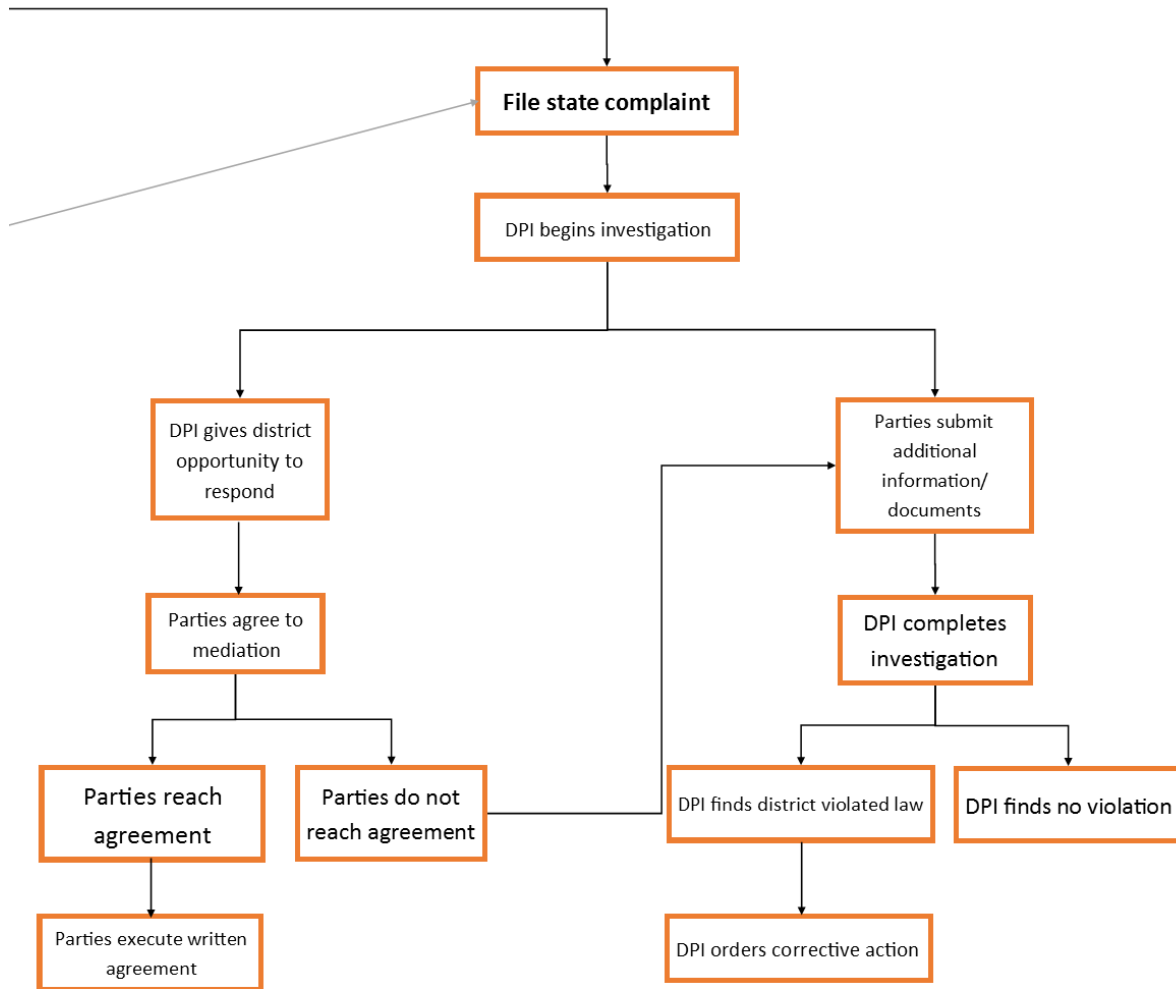 File state complaint
DPI begins investigation
DPI gives district
opportunity to
respond
Parties submit
additional
information/
documents
Parties agree to
mediation
DPI completes
investigation
Parties reach
agreement
Parties do not
reach agreement
DPI finds district violated law
DPI finds no violation
Parties execute written
agreement
DPI orders corrective action